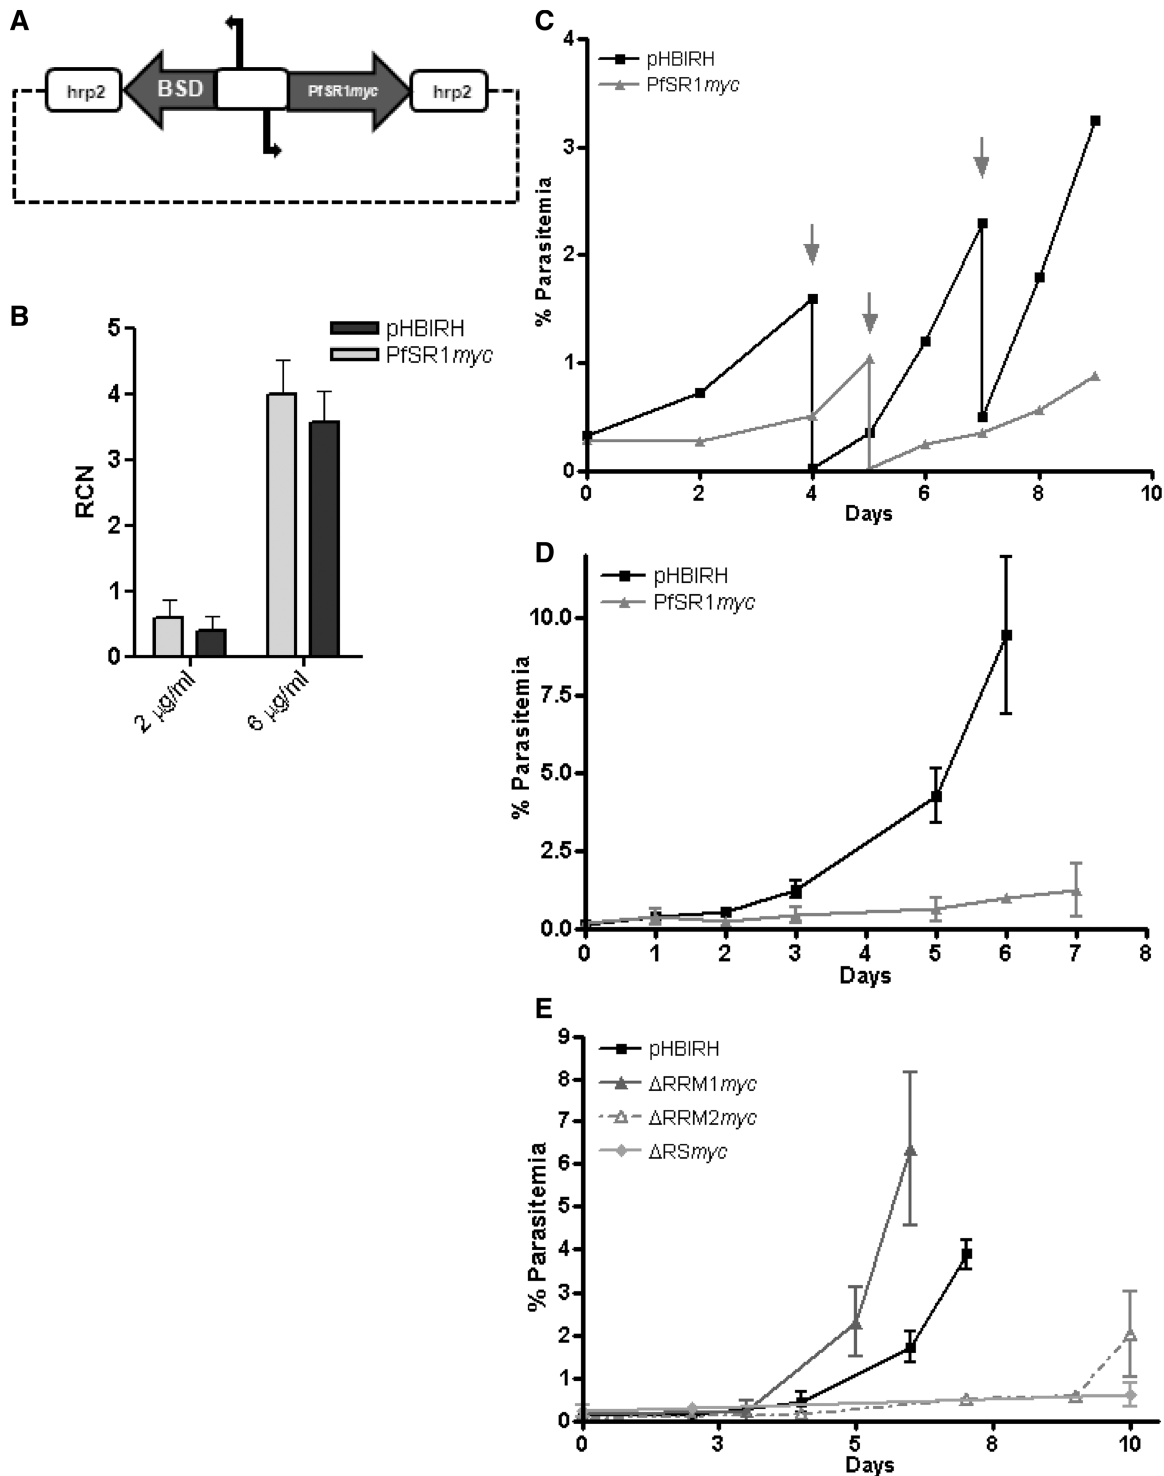 A
hrp2
BSD
PfSR1myc
hrp2
B
pHBIRH
PfSR1myc
5
4
3
2
1
0
RCN
2 µg/ml
6 µg/ml
C
pHBIRH
PfSR1myc
4
3
2
1
0
% Parasitemia
0 2 4 6 8 10
Days
D
pHBIRH
PfSR1myc
10.0
7.5
5.0
2.5
0.0
% Parasitemia
0 1 2 3 4 5 6 7 8
Days
E
pHBIRH
ΔRRM1myc
ΔRRM2myc
ΔRSmyc
9
8
7
6
5
4
3
2
1
0
% Parasitemia
0 3 5 8 10
Days